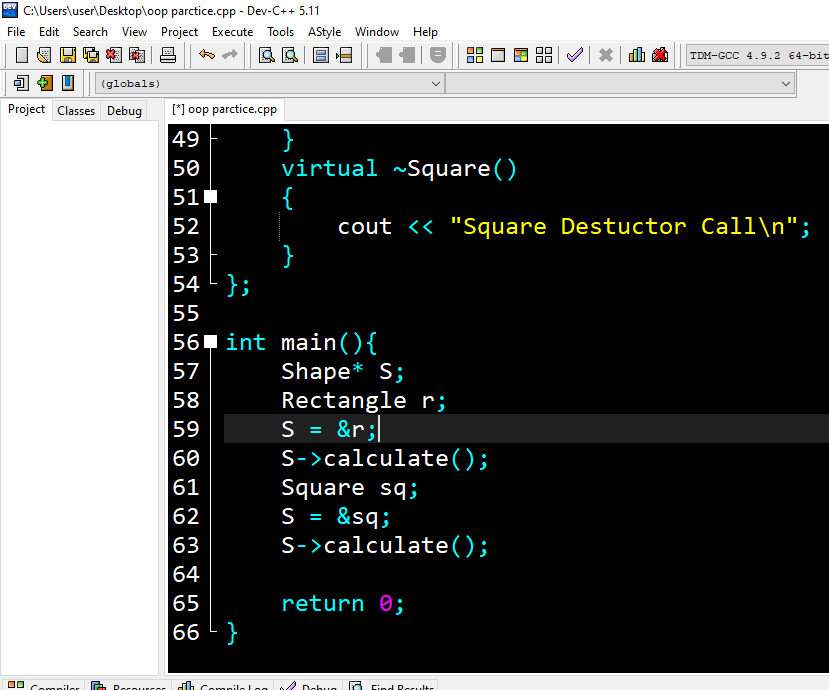 C:\Users\user\Desktop\oop parctice.cpp - Dev-C++ 5.11
File Edit Search View Project Execute Tools AStyle Window Help
TDM-GCC 4.9.2 64-bit
(globals)
Project Classes Debug [*] oop parctice.cpp
49 }
50 virtual ~Square()
51 {
52 cout << "Square Destuctor Call\n";
53 }
54 };
55
56 int main(){
57 Shape* S;
58 Rectangle r;
59 S = &r;
60 S->calculate();
61 Square sq;
62 S = &sq;
63 S->calculate();
64
65 return 0;
66 }
Compiler Resources Compile Log Debug Find Results